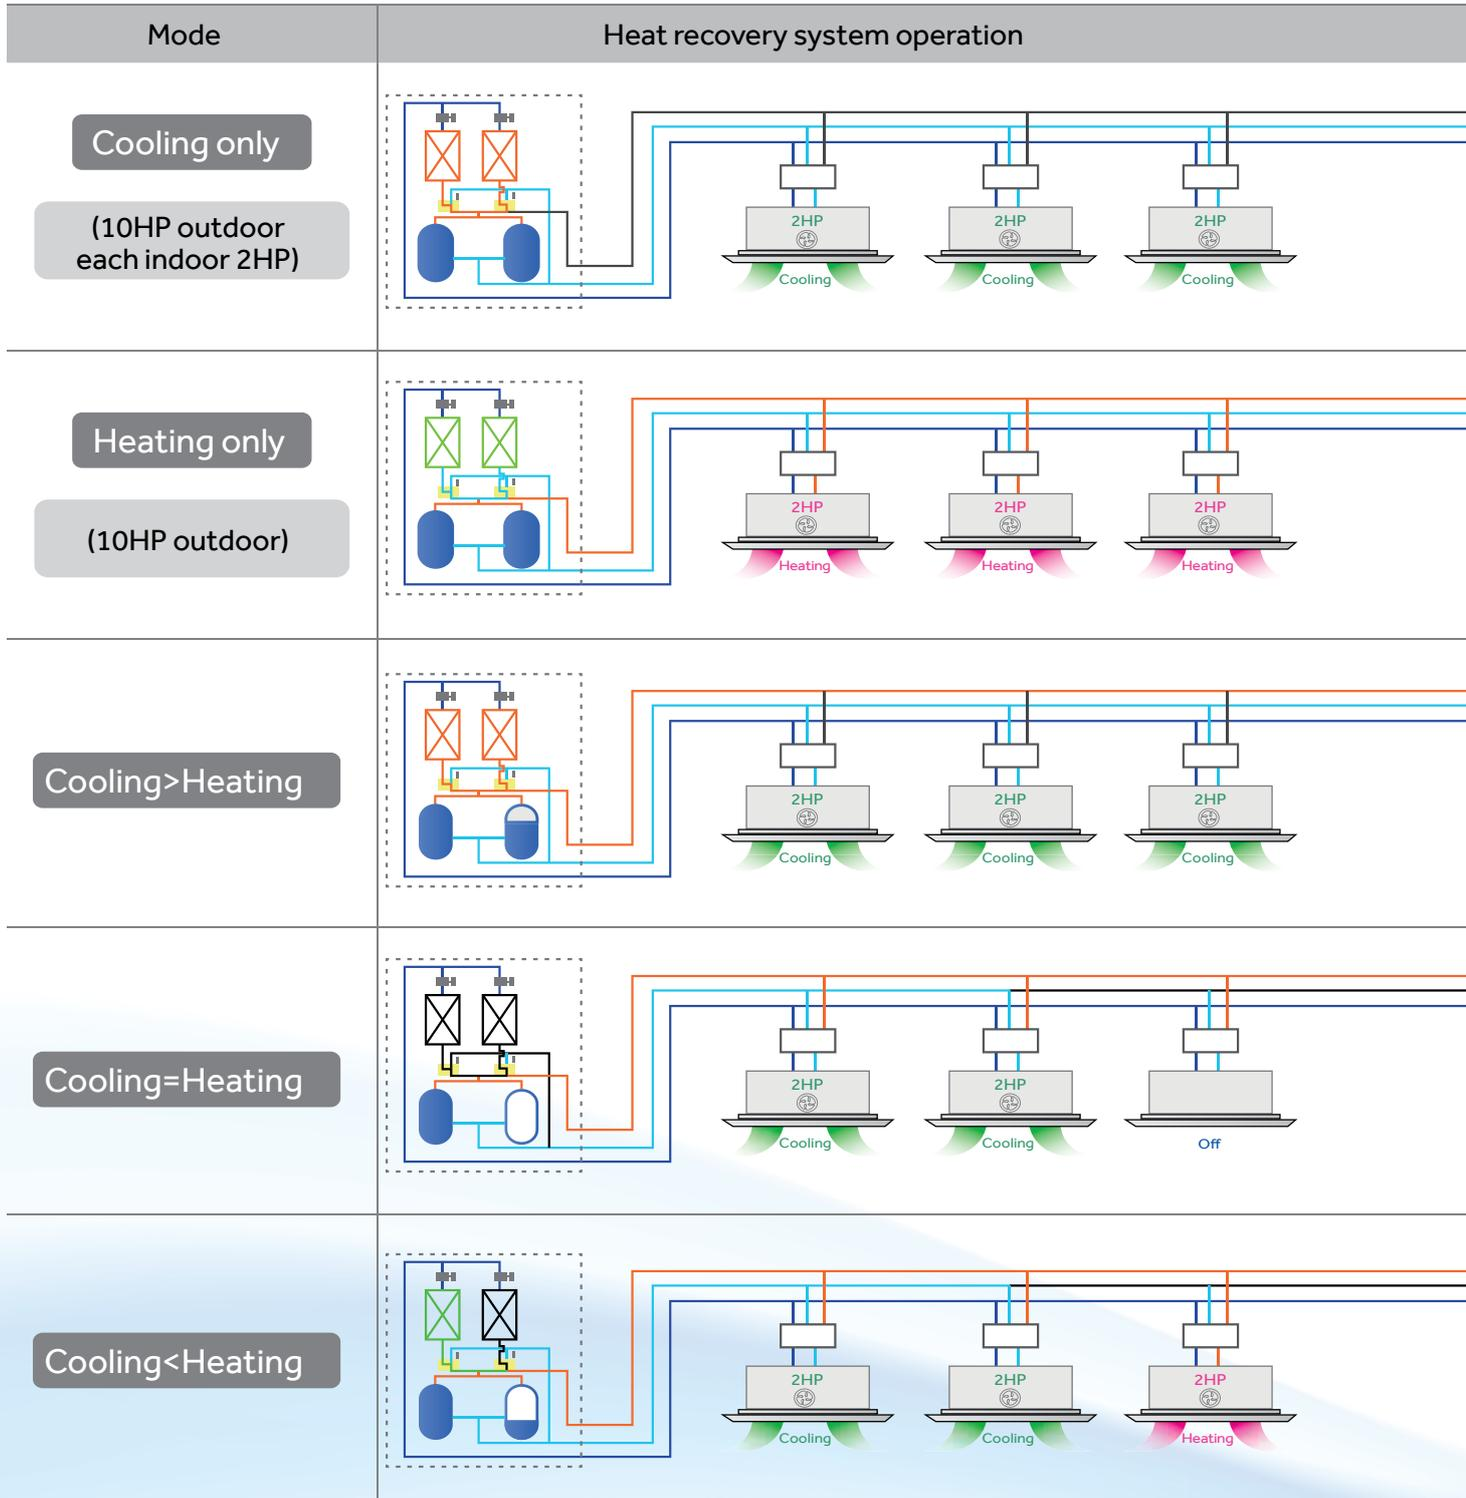 Mode
Heat recovery system operation
Cooling only
(10HP outdoor
each indoor 2HP)
2HP
2HP
2HP
Cooling
Cooling
Cooling
Heating only
(10HP outdoor)
2HP
2HP
2HP
Heating
Heating
Heating
Cooling>Heating
2HP
2HP
2HP
Cooling
Cooling
Cooling
Cooling=Heating
2HP
2HP
Cooling
Cooling
Off
Cooling<Heating
2HP
2HP
2HP
Cooling
Cooling
Heating